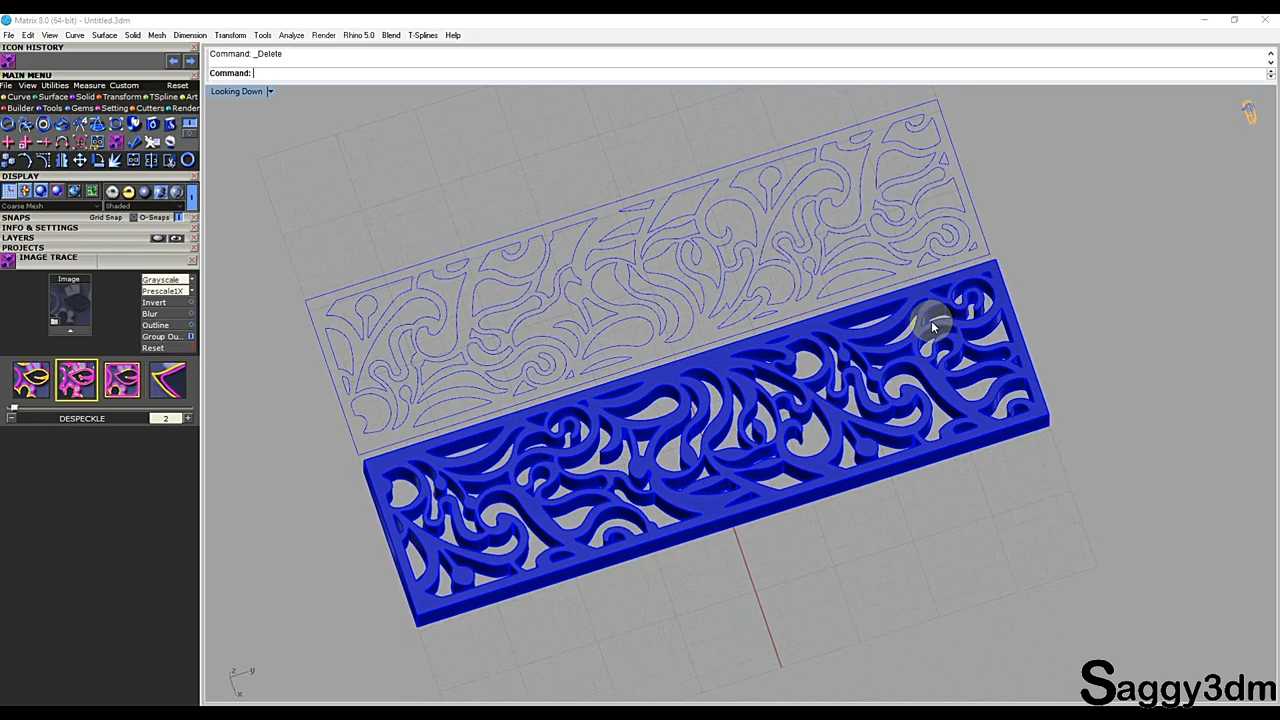 Matrix 8.0 (64-bit) - Untitled.3dm
File Edit View Curve Surface Solid Mesh Dimension Transform Tools Analyze Render Rhino 5.0 Blend T-Splines Help
ICON HISTORY
MAIN MENU
File View Utilities Measure Custom Reset
Curve Surface Solid Transform TSpline Art
Builder Tools Gems Setting Cutters Render
DISPLAY
Coarse Mesh Shaded
SNAPS Grid Snap O-Snaps
INFO & SETTINGS
LAYERS
PROJECTS
IMAGE TRACE
Image
Grayscale
Prescale1X
Invert
Blur
Outline
Group Ou...
Reset
DESPECKLE 2
Command: _Delete
Command:
Looking Down
z y
x
Saggy3dm